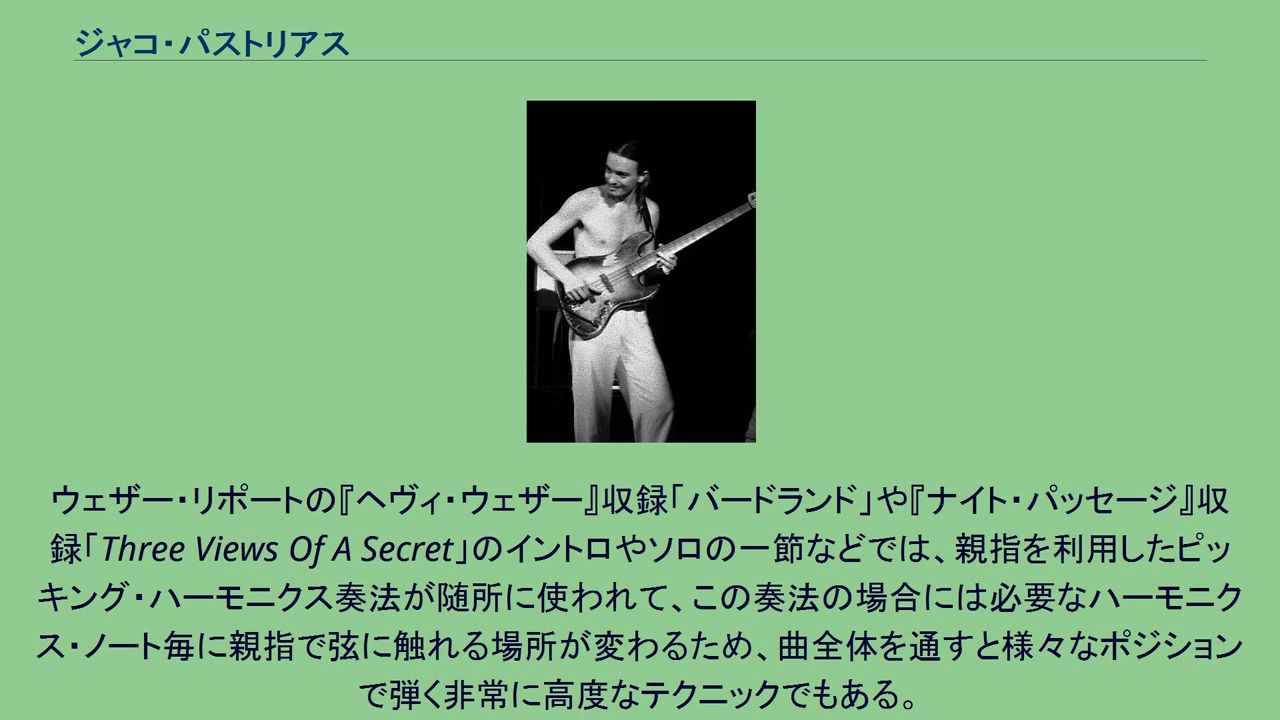 ジャコ・パストリアス
ウェザー・リポートの『ヘヴィ・ウェザー』収録「バードランド」や『ナイト・パッセージ』収
録「Three Views Of A Secret」のイントロやソロの一節などでは、親指を利用したピッ
キング・ハーモニクス奏法が随所に使われて、この奏法の場合には必要なハーモニク
ス・ノート毎に親指で弦に触れる場所が変わるため、曲全体を通すと様々なポジション
で弾く非常に高度なテクニックでもある。